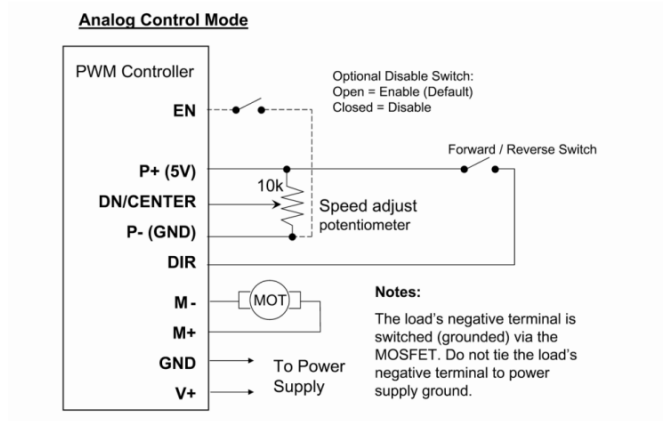 Analog Control Mode
PWM Controller
Optional Disable Switch:
Open = Enable (Default)
Closed = Disable
EN
Forward / Reverse Switch
P+ (5V)
10k
DN/CENTER
Speed adjust
potentiometer
P- (GND)
DIR
M -
MOT
M+
GND
V+
To Power
Supply
Notes:
The load's negative terminal is
switched (grounded) via the
MOSFET. Do not tie the load's
negative terminal to power
supply ground.